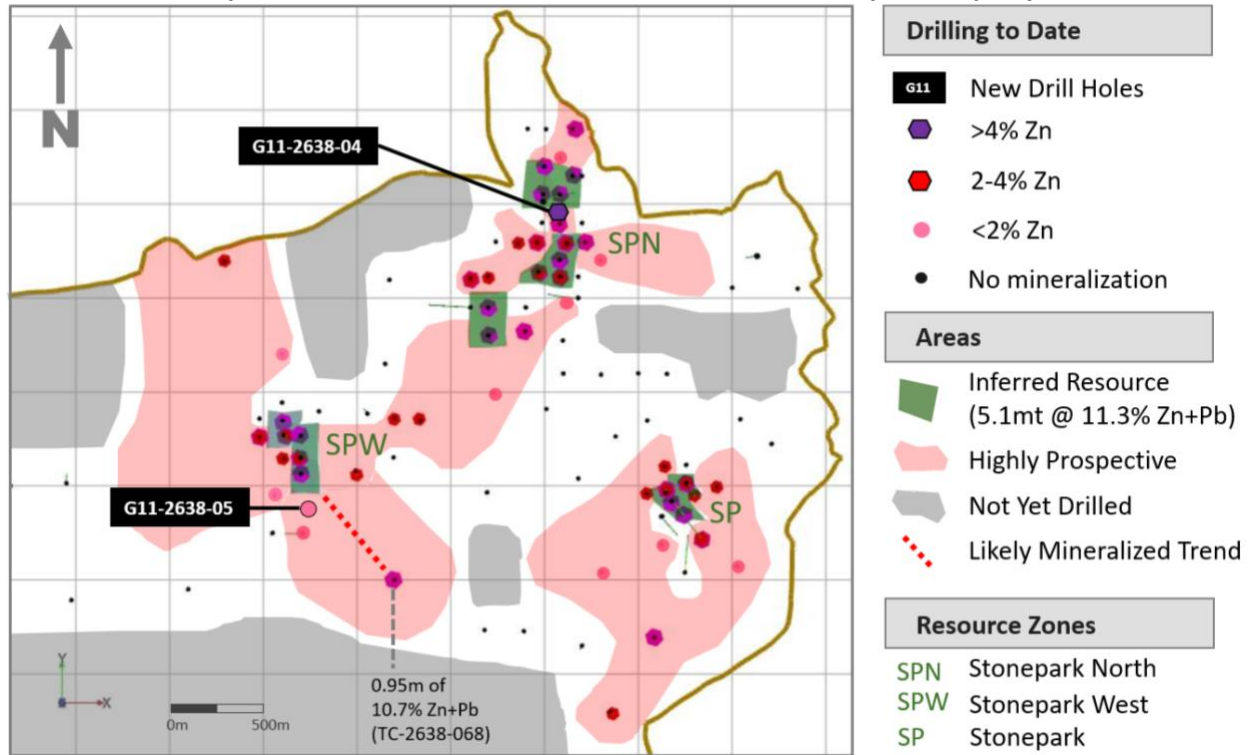 N
G11-2638-04
SPN
SPW
G11-2638-05
SP
0.95m of
10.7% Zn+Pb
(TC-2638-068)
Y
X
0m 500m
Drilling to Date
G11 New Drill Holes
>4% Zn
2-4% Zn
<2% Zn
No mineralization
Areas
Inferred Resource
(5.1mt @ 11.3% Zn+Pb)
Highly Prospective
Not Yet Drilled
Likely Mineralized Trend
Resource Zones
SPN Stonepark North
SPW Stonepark West
SP Stonepark